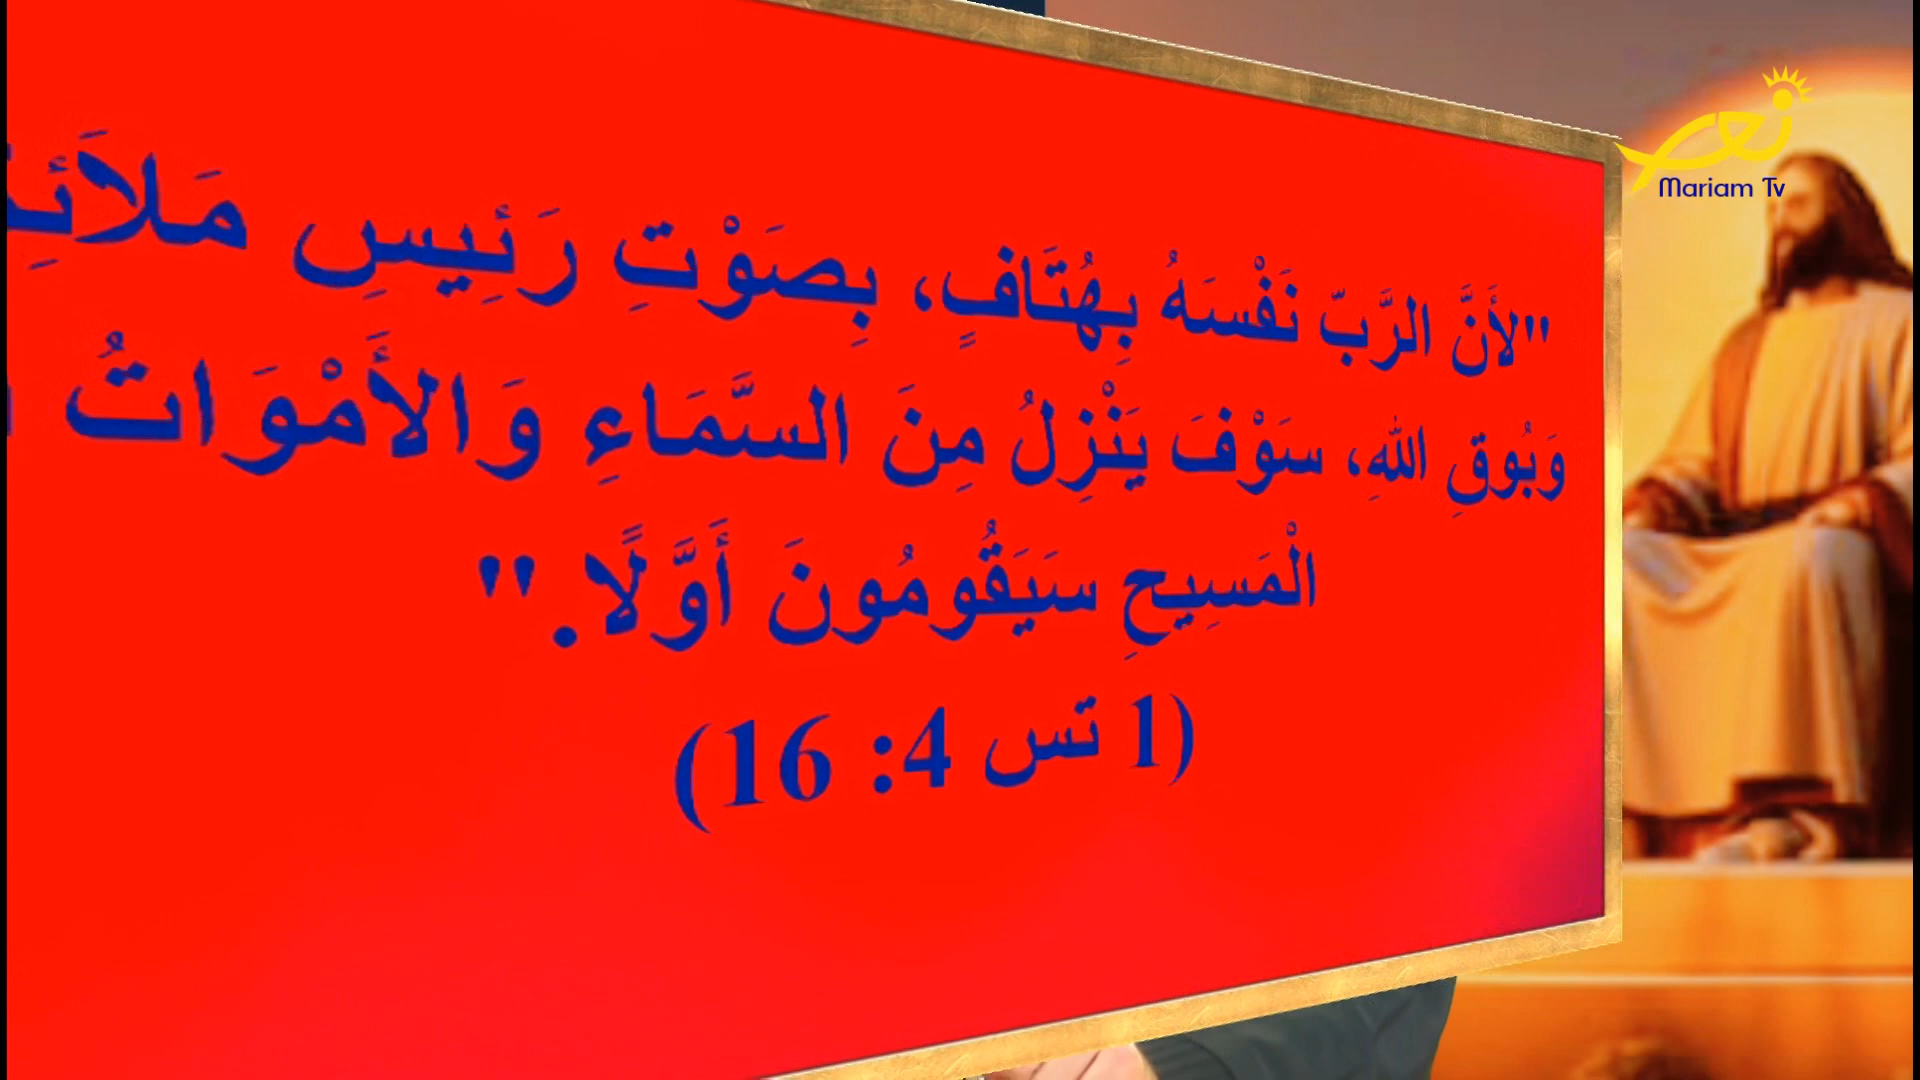 "لأَنَّ الرَّبّ نَفْسَهُ بِهُتَافٍ، بِصَوْتِ رَئِيسِ
وَبُوقِ اللهِ، سَوْفَ يَنْزِلُ مِنَ السَّمَاءِ وَالأَمْوَاتُ
الْمَسِيحِ سَيَقُومُونَ أَوَّلًا."
(1 تس 4: 16)
نعم
Mariam Tv